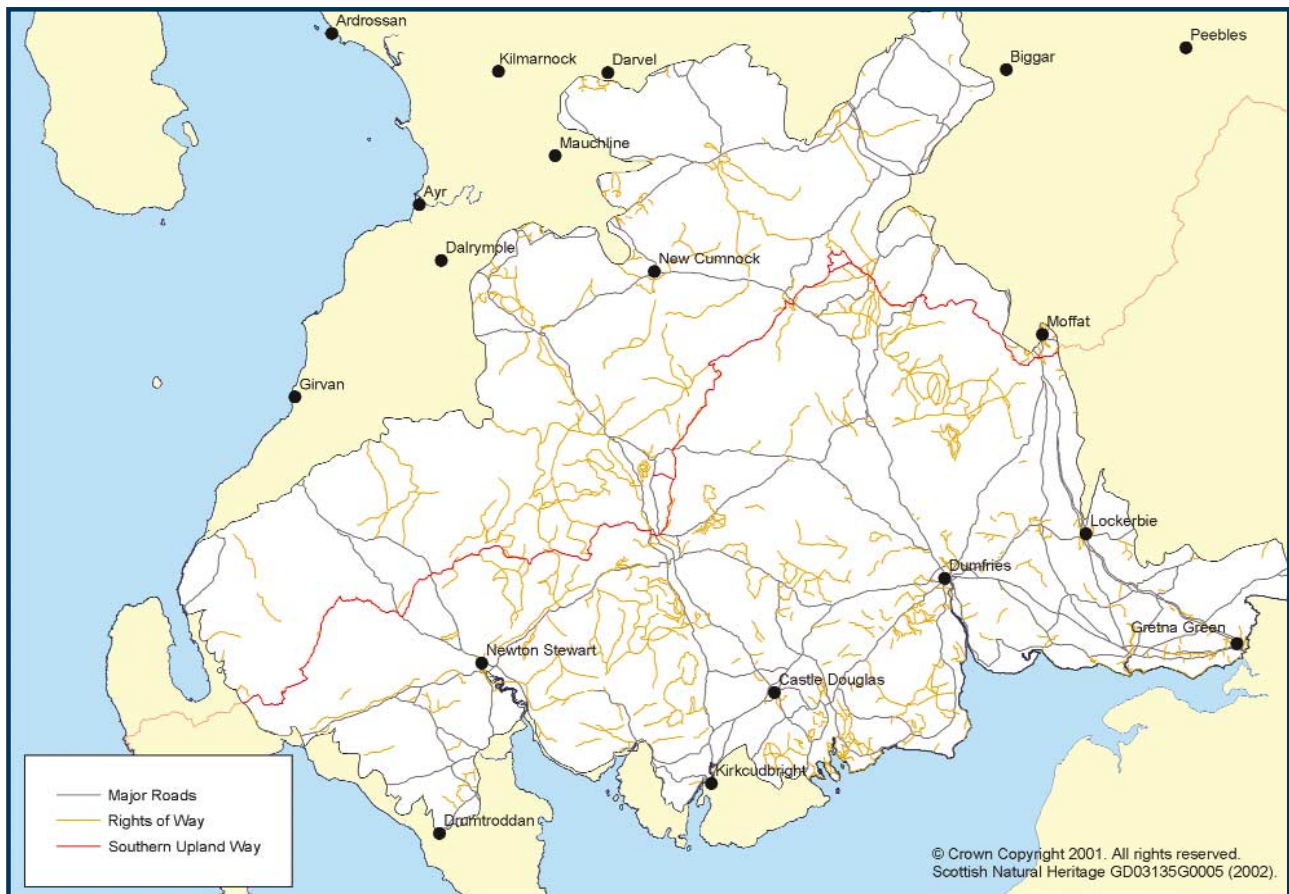 Ardrossan
Kilmarnock
Darvel
Biggar
Peebles
Mauchline
Ayr
Dalrymple
New Cumnock
Moffat
Girvan
Lockerbie
Dumfries
Gretna Green
Newton Stewart
Castle Douglas
Kirkcudbright
Drumtroddan
Major Roads
Rights of Way
Southern Upland Way
© Crown Copyright 2001. All rights reserved.
Scottish Natural Heritage GD03135G0005 (2002).